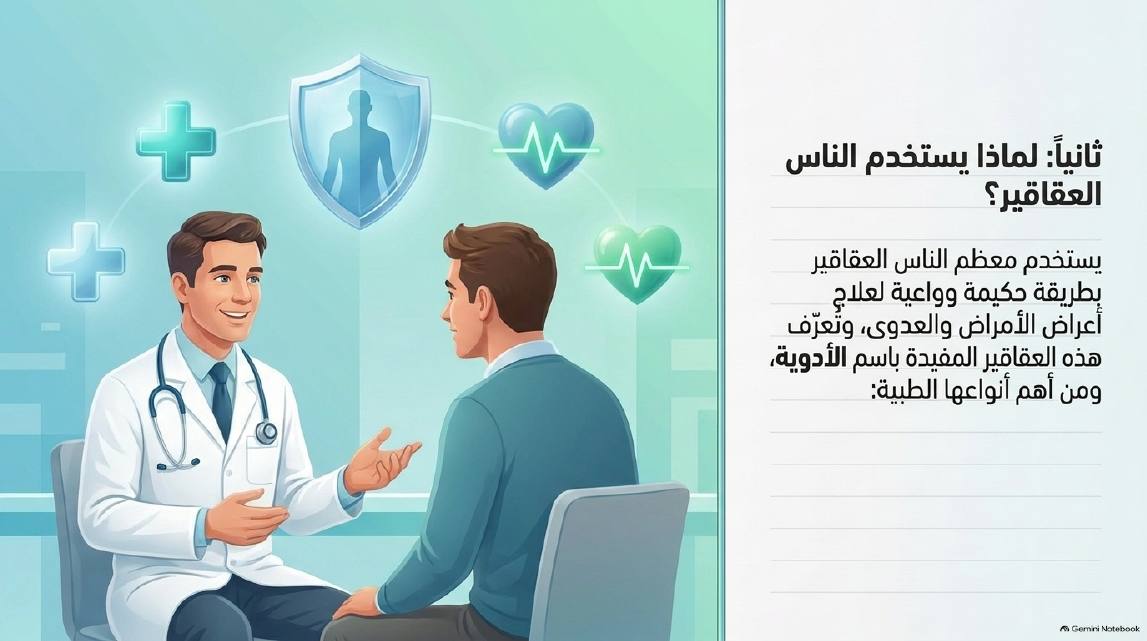 ثانياً: لماذا يستخدم الناس
العقاقير؟
يستخدم معظم الناس العقاقير
بطريقة حكيمة وواعية لعلاج
أعراض الأمراض والعدوى، وتُعرّف
هذه العقاقير المفيدة باسم الأدوية،
ومن أهم أنواعها الطبية:
Gemini Notebook